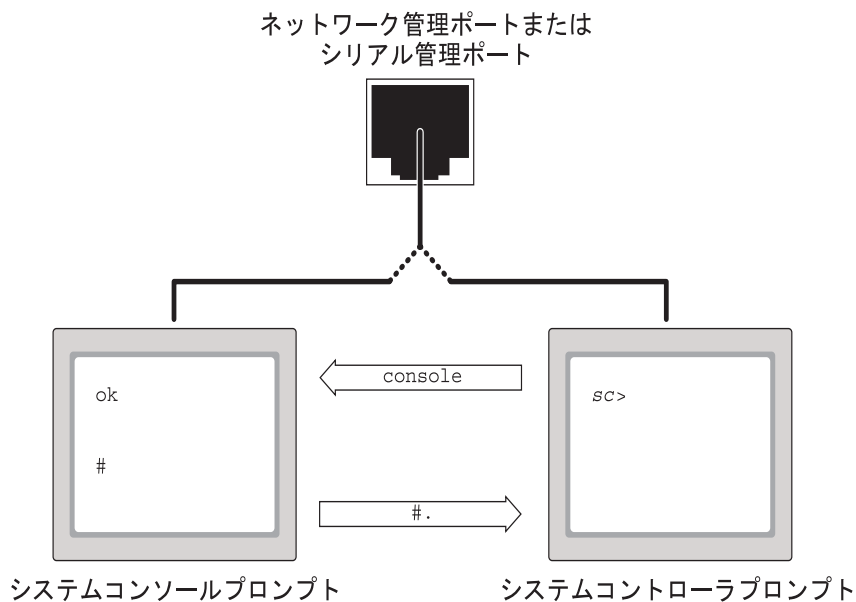 ネットワーク管理ポートまたは
シリアル管理ポート
console
ok
sc>
#
#.
システムコンソールプロンプト
システムコントローラプロンプト